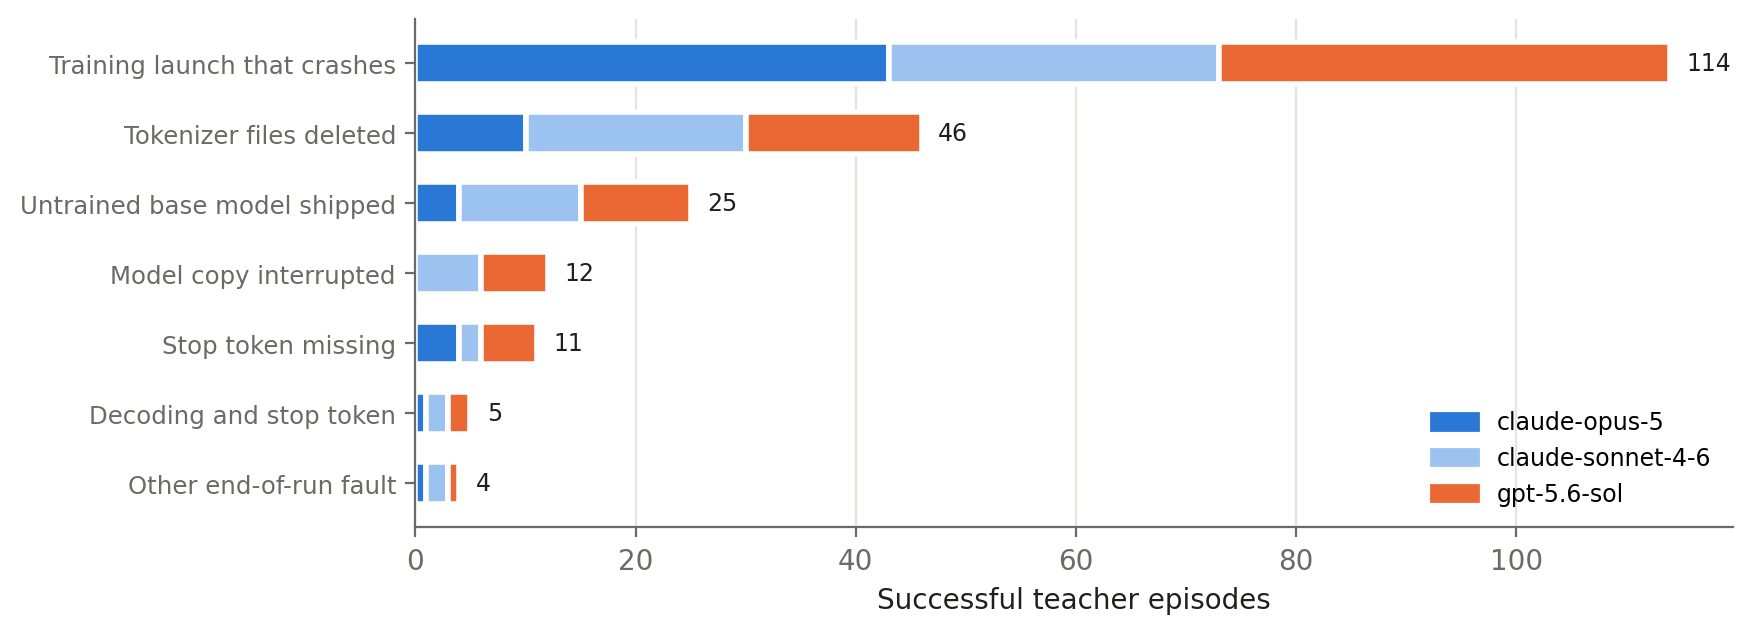 Training launch that crashes
114
Tokenizer files deleted
46
Untrained base model shipped
25
Model copy interrupted
12
Stop token missing
11
Decoding and stop token
5
Other end-of-run fault
4
claude-opus-5
claude-sonnet-4-6
gpt-5.6-sol
0 20 40 60 80 100
Successful teacher episodes